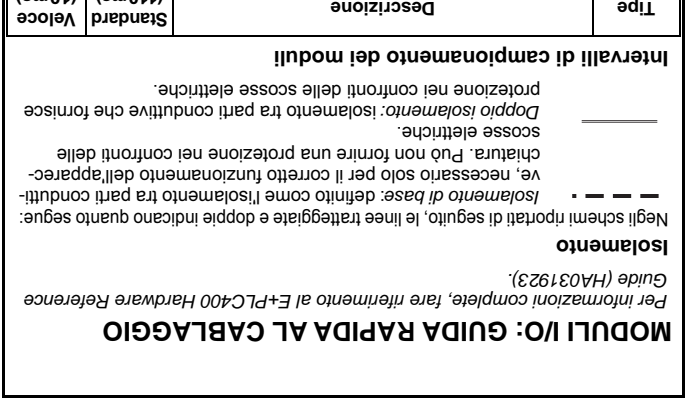 MODULI I/O: GUIDA RAPIDA AL CABLAGGIO
Per informazioni complete, fare riferimento al E+PLC400 Hardware Reference
Guide (HA031923).
Isolamento
Negli schemi riportati di seguito, le linee tratteggiate e doppie indicano quanto segue:
Isolamento di base: definito come l'isolamento tra parti condutti-
ve, necessario solo per il corretto funzionamento dell'apparec-
chiatura. Può non fornire una protezione nei confronti delle
scosse elettriche.
Doppio isolamento: isolamento tra parti conduttive che fornisce
protezione nei confronti delle scosse elettriche.
Intervalli di campionamento dei moduli
Tipo Descrizione Standard Veloce